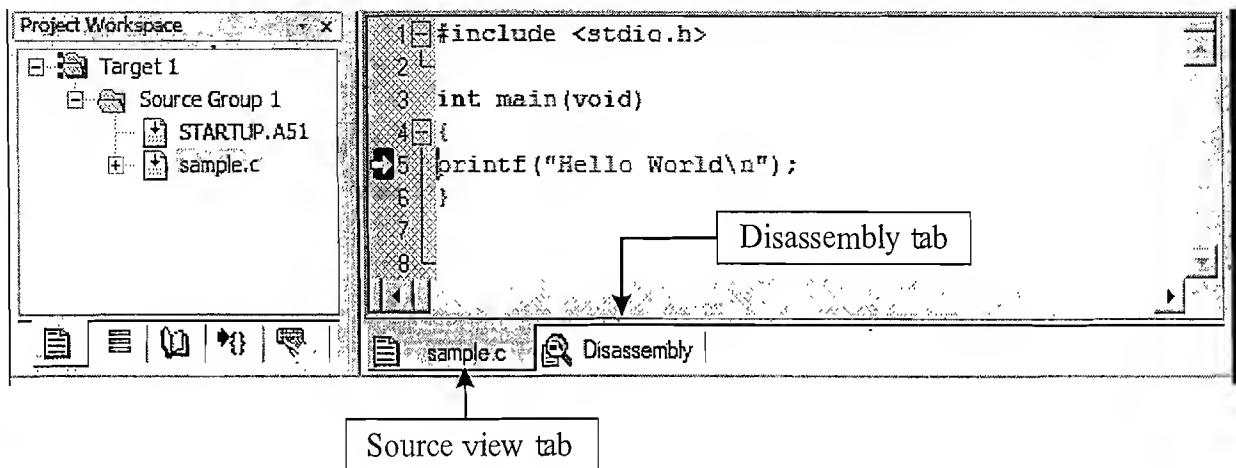 Project Workspace x
Target 1
Source Group 1
STARTUP.A51
sample.c
1 #include <stdio.h>
2
3 int main(void)
4 {
5 printf("Hello World\n");
6 }
7
8
Disassembly tab
sample.c Disassembly
Source view tab